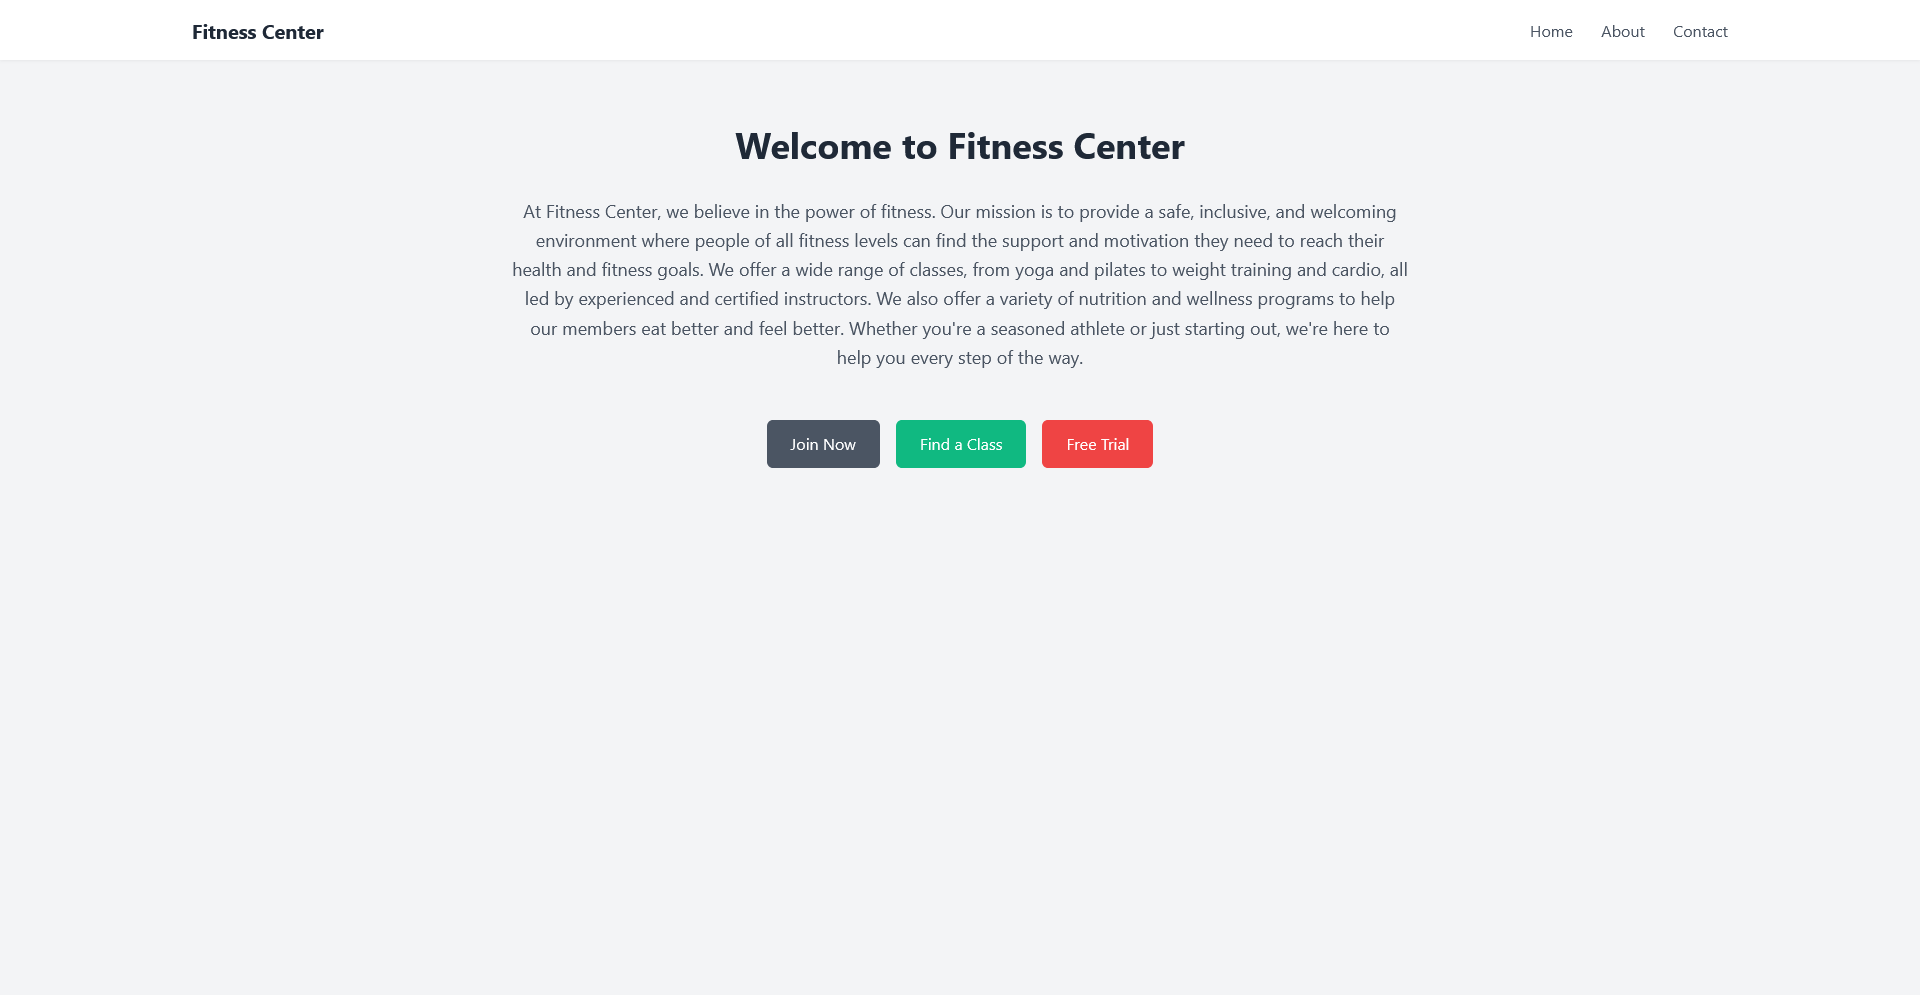 Fitness Center
Home
About
Contact
Welcome to Fitness Center
At Fitness Center, we believe in the power of fitness. Our mission is to provide a safe, inclusive, and welcoming
environment where people of all fitness levels can find the support and motivation they need to reach their
health and fitness goals. We offer a wide range of classes, from yoga and pilates to weight training and cardio, all
led by experienced and certified instructors. We also offer a variety of nutrition and wellness programs to help
our members eat better and feel better. Whether you're a seasoned athlete or just starting out, we're here to
help you every step of the way.
Join Now
Find a Class
Free Trial